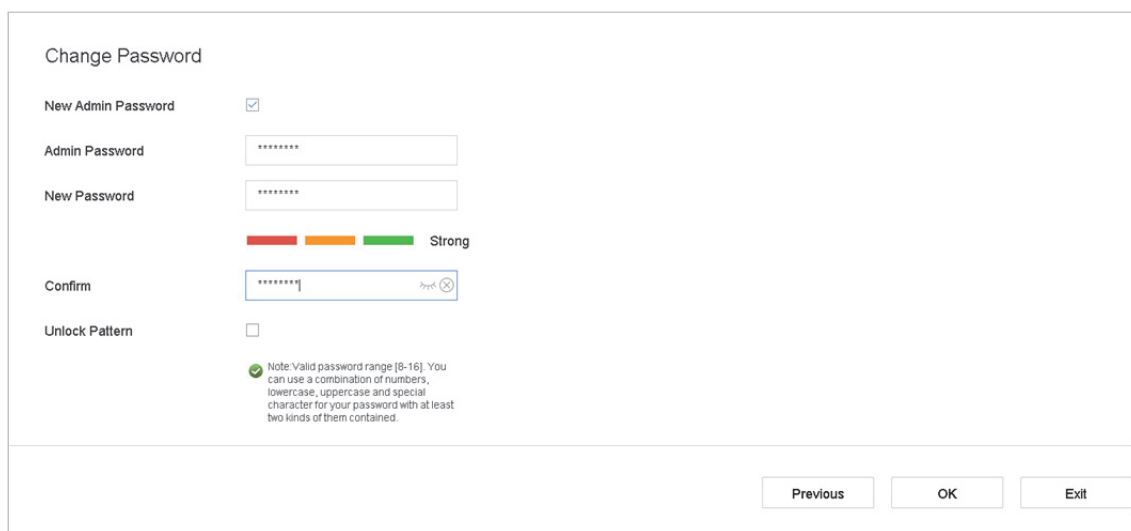 Change Password
New Admin Password
Admin Password ********
New Password ********
Strong
Confirm ********
Unlock Pattern
Note:Valid password range [8-16]. You
can use a combination of numbers,
lowercase, uppercase and special
character for your password with at least
two kinds of them contained.
Previous OK Exit